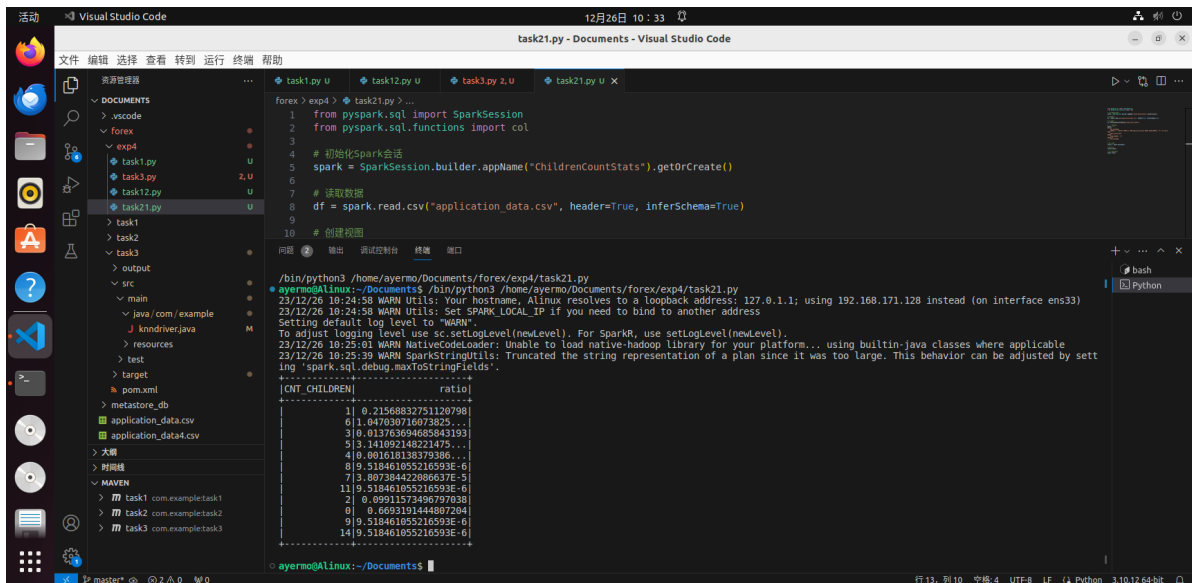 活动
Visual Studio Code
12月26日 10：33
task21.py - Documents - Visual Studio Code
文件 编辑 选择 查看 转到 运行 终端 帮助
资源管理器
DOCUMENTS
> .vscode
forex
exp4
task1.py U
task3.py 2, U
task12.py U
task21.py U
> task1
> task2
task3
> output
src
main
java/com/example
knndriver.java M
> resources
> test
> target
pom.xml
> metastore_db
application_data.csv
application_data4.csv
> 大纲
> 时间线
MAVEN
> task1 com.example:task1
> task2 com.example:task2
> task3 com.example:task3
task1.py U
task12.py U
task3.py 2, U
task21.py U ×
forex > exp4 > task21.py > ...
1 from pyspark.sql import SparkSession
2 from pyspark.sql.functions import col
3
4 # 初始化Spark会话
5 spark = SparkSession.builder.appName("ChildrenCountStats").getOrCreate()
6
7 # 读取数据
8 df = spark.read.csv("application_data.csv", header=True, inferSchema=True)
9
10 # 创建视图
问题 2 输出 调试控制台 终端 端口
bash
Python
/bin/python3 /home/ayermo/Documents/forex/exp4/task21.py
ayermo@Alinux:~/Documents$ /bin/python3 /home/ayermo/Documents/forex/exp4/task21.py
23/12/26 10:24:58 WARN Utils: Your hostname, Alinux resolves to a loopback address: 127.0.1.1; using 192.168.171.128 instead (on interface ens33)
23/12/26 10:24:58 WARN Utils: Set SPARK_LOCAL_IP if you need to bind to another address
Setting default log level to "WARN".
To adjust logging level use sc.setLogLevel(newLevel). For SparkR, use setLogLevel(newLevel).
23/12/26 10:25:01 WARN NativeCodeLoader: Unable to load native-hadoop library for your platform... using builtin-java classes where applicable
23/12/26 10:25:39 WARN SparkStringUtils: Truncated the string representation of a plan since it was too large. This behavior can be adjusted by sett
ing 'spark.sql.debug.maxToStringFields'.
+------------+--------------------+
|CNT_CHILDREN| ratio|
+------------+--------------------+
| 1| 0.21568832751120798|
| 6|1.047030716073825...|
| 3|0.013763694685843193|
| 5|3.141092148221475...|
| 4|0.001618138379386...|
| 8|9.518461055216593E-6|
| 7|3.807384422086637E-5|
| 11|9.518461055216593E-6|
| 2| 0.09911573496797038|
| 0| 0.6693191444807204|
| 9|9.518461055216593E-6|
| 14|9.518461055216593E-6|
+------------+--------------------+
ayermo@Alinux:~/Documents$
master* 2 0 0
行 13，列 10 空格: 4 UTF-8 LF Python 3.10.12 64-bit